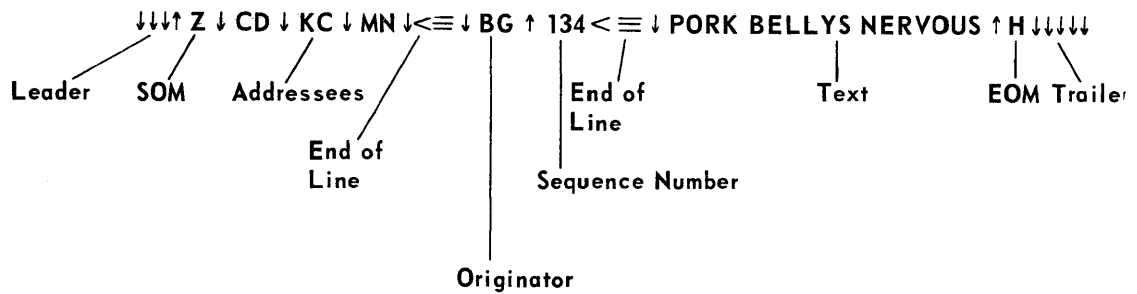 ↓↓↓↑ Z ↓ CD ↓ KC ↓ MN ↓<≡ ↓ BG ↑ 134 < ≡ ↓ PORK BELLYS NERVOUS ↑ H ↓↓↓↓↓
Leader SOM Addressees End of Text EOM Trailer
Line
End of
Line
Sequence Number
Originator